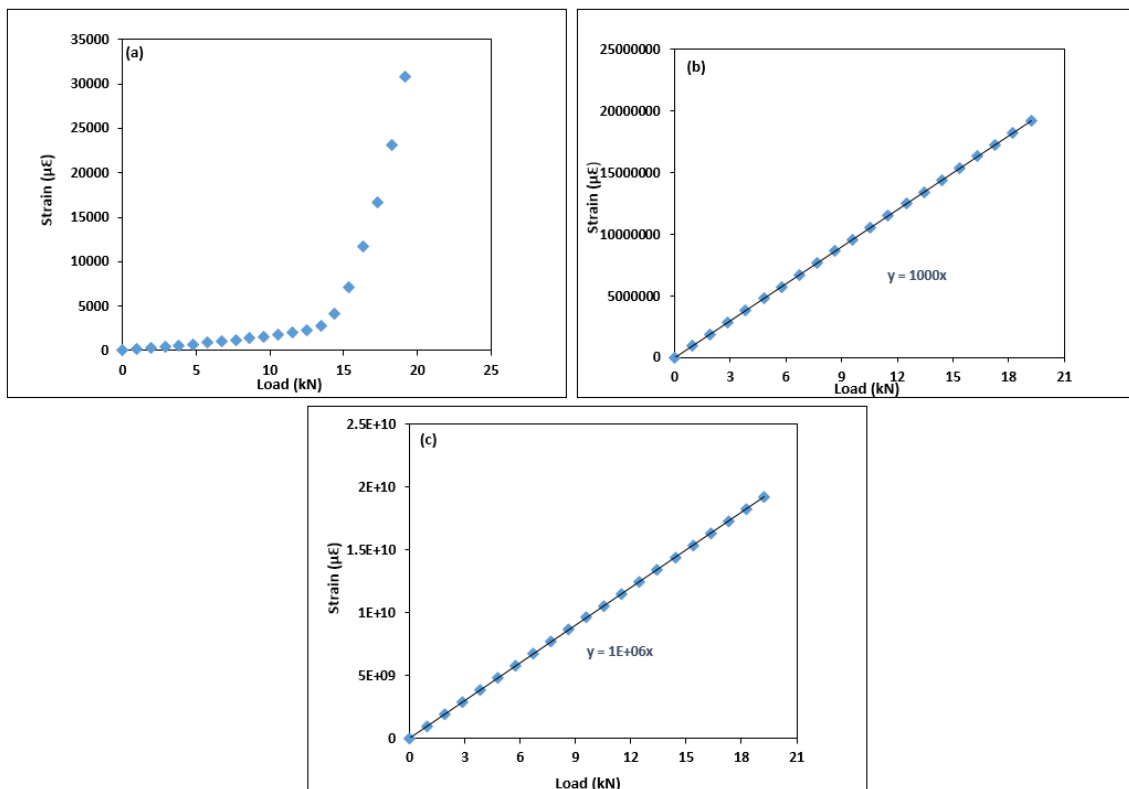 (a)
Strain (µε)
35000
30000
25000
20000
15000
10000
5000
0
0 5 10 15 20 25
Load (kN)
(b)
Strain (µε)
25000000
20000000
15000000
10000000
5000000
0
y = 1000x
0 3 6 9 12 15 18 21
Load (kN)
(c)
Strain (µε)
2.5E+10
2E+10
1.5E+10
1E+10
5E+09
0
y = 1E+06x
0 3 6 9 12 15 18 21
Load (kN)